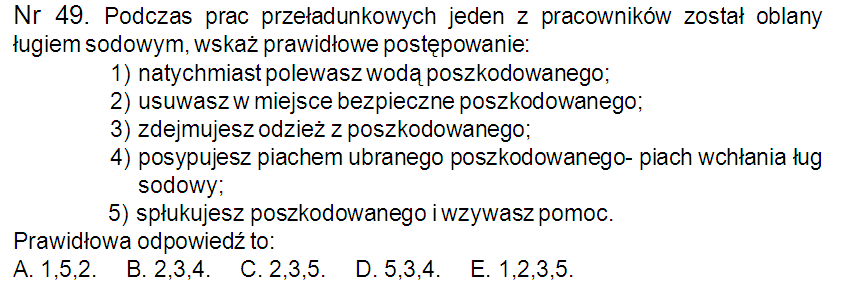 Nr 49. Podczas prac przeładunkowych jeden z pracowników został oblany
ługiem sodowym, wskaż prawidłowe postępowanie:
1) natychmiast polewasz wodą poszkodowanego;
2) usuwasz w miejsce bezpieczne poszkodowanego;
3) zdejmujesz odzież z poszkodowanego;
4) posypujesz piachem ubranego poszkodowanego- piach wchłania ług
sodowy;
5) spłukujesz poszkodowanego i wzywasz pomoc.
Prawidłowa odpowiedź to:
A. 1,5,2. B. 2,3,4. C. 2,3,5. D. 5,3,4. E. 1,2,3,5.